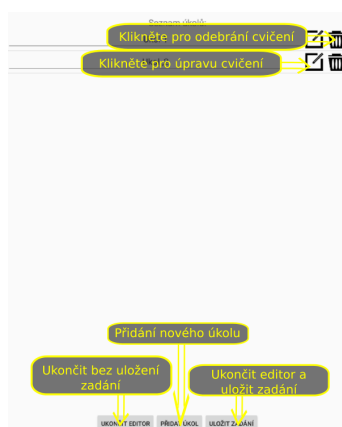 Seznam úkolů:
Klikněte pro odebrání cvičení
Klikněte pro úpravu cvičení
Přidání nového úkolu
Ukončit bez uložení
zadání
Ukončit editor a
uložit zadání
UKONČIT EDITOR PŘIDAT ÚKOL ULOŽIT ZADÁNÍ